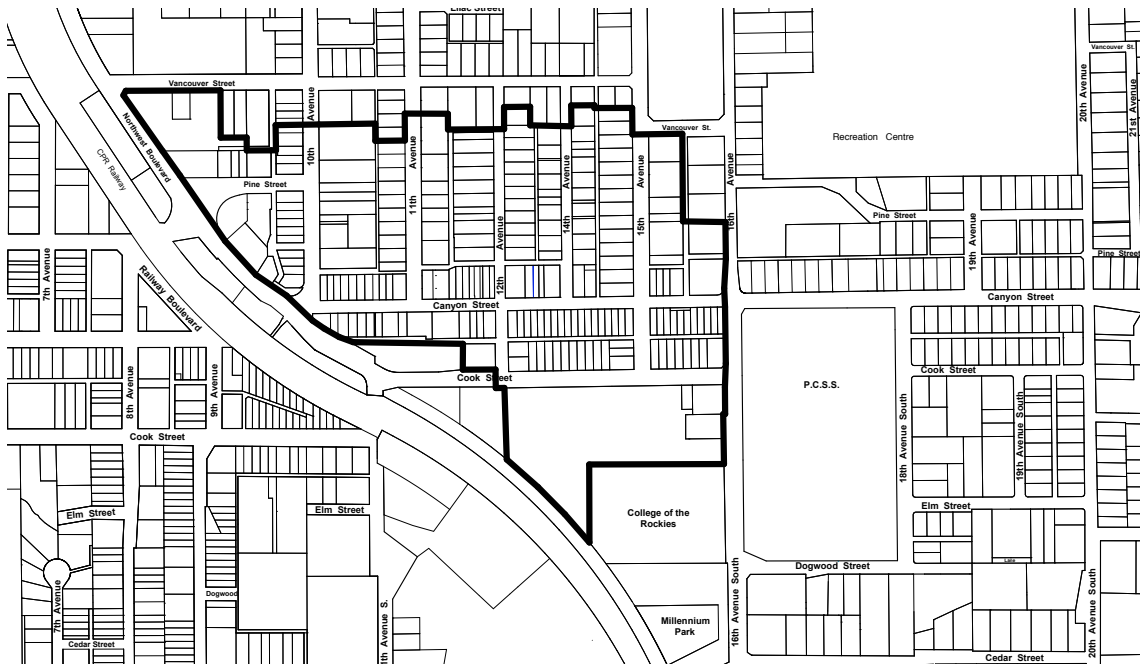 Lilac Street
Vancouver Street
Vancouver St.
20th Avenue
21st Avenue
10th Avenue
Northwest Boulevard
CPR Railway
Vancouver St.
Recreation Centre
11th Avenue
14th Avenue
15th Avenue
16th Avenue
Pine Street
12th Avenue
Pine Street
19th Avenue
Pine Street
7th Avenue
Railway Boulevard
Canyon Street
Canyon Street
Cook Street
Cook Street
P.C.S.S.
8th Avenue
9th Avenue
18th Avenue South
19th Avenue South
Cook Street
Elm Street
Elm Street
Elm Street
College of the
Rockies
Lane
Dogwood Street
7th Avenue
Dogwood
16th Avenue South
20th Avenue South
Millennium
Park
Cedar Street
Cedar Street